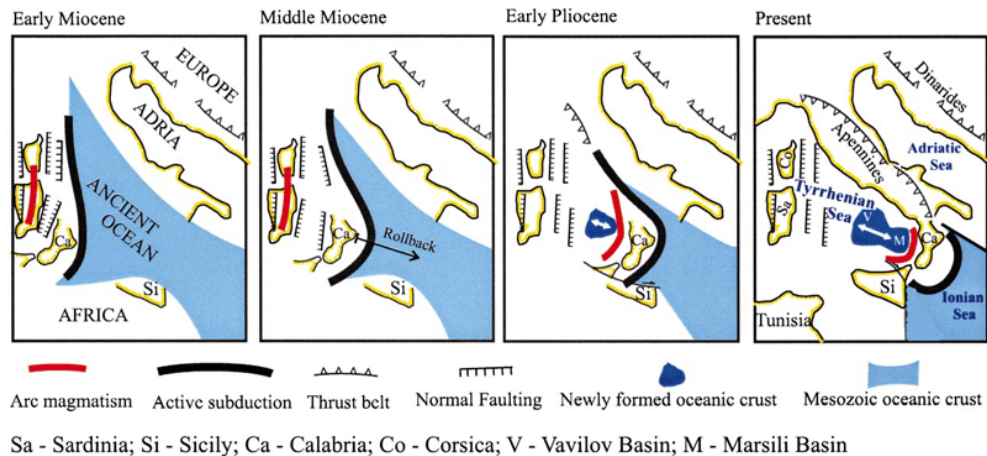 Early Miocene
Middle Miocene
Early Pliocene
Present
EUROPE
ADRIA
ANCIENT
OCEAN
Ca
Si
AFRICA
Ca
Rollback
Si
Ca
Si
Dinarides
Adriatic
Sea
Apennines
Co
Tyrrhenian
Sea
Sa
V
M
Ca
Si
Ionian
Sea
Tunisia
Arc magmatism
Active subduction
Thrust belt
Normal Faulting
Newly formed oceanic crust
Mesozoic oceanic crust
Sa - Sardinia; Si - Sicily; Ca - Calabria; Co - Corsica; V - Vavilov Basin; M - Marsili Basin